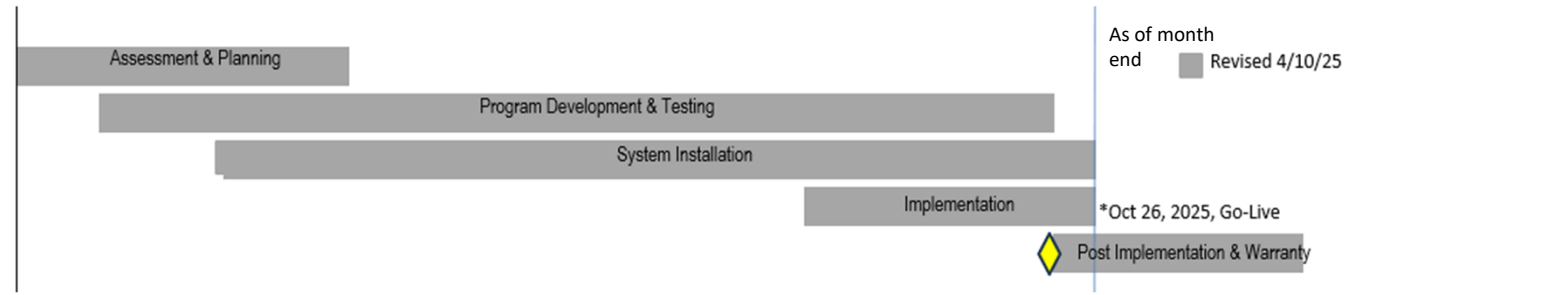 As of month
end
Revised 4/10/25
Assessment & Planning
Program Development & Testing
System Installation
Implementation
*Oct 26, 2025, Go-Live
Post Implementation & Warranty